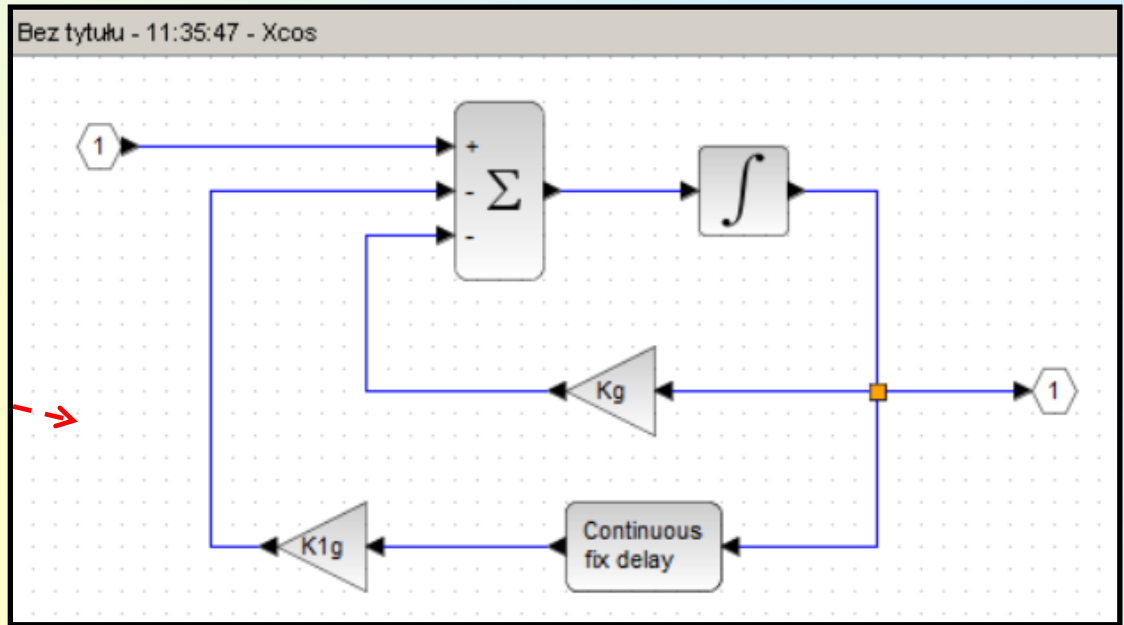 Bez tytułu - 11:35:47 - Xcos
1
+
-
Σ
∫
-
Kg
1
K1g
Continuous
fix delay